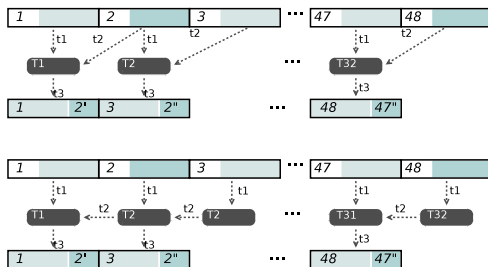 1 2 3 ... 47 48
t1 t2 t1 t2 t1 t2
T1 T2 ... T32
t3 t3 t3
1 2' 3 2" ... 48 47"
1 2 3 ... 47 48
t1 t1 t1 t1 t1
T1 t2 T2 t2 T2 ... T31 t2 T32
t3 t3 t3
1 2' 3 2" ... 48 47"